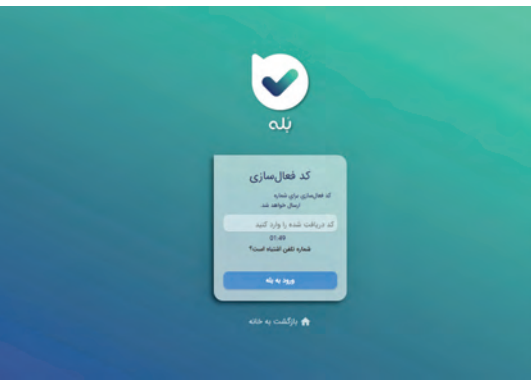 بله
کد فعال‌سازی
کد فعال‌سازی برای شماره
ارسال خواهد شد.
کد دریافت شده را وارد کنید
01:49
شماره تلفن اشتباه است؟
ورود به بله
بازگشت به خانه